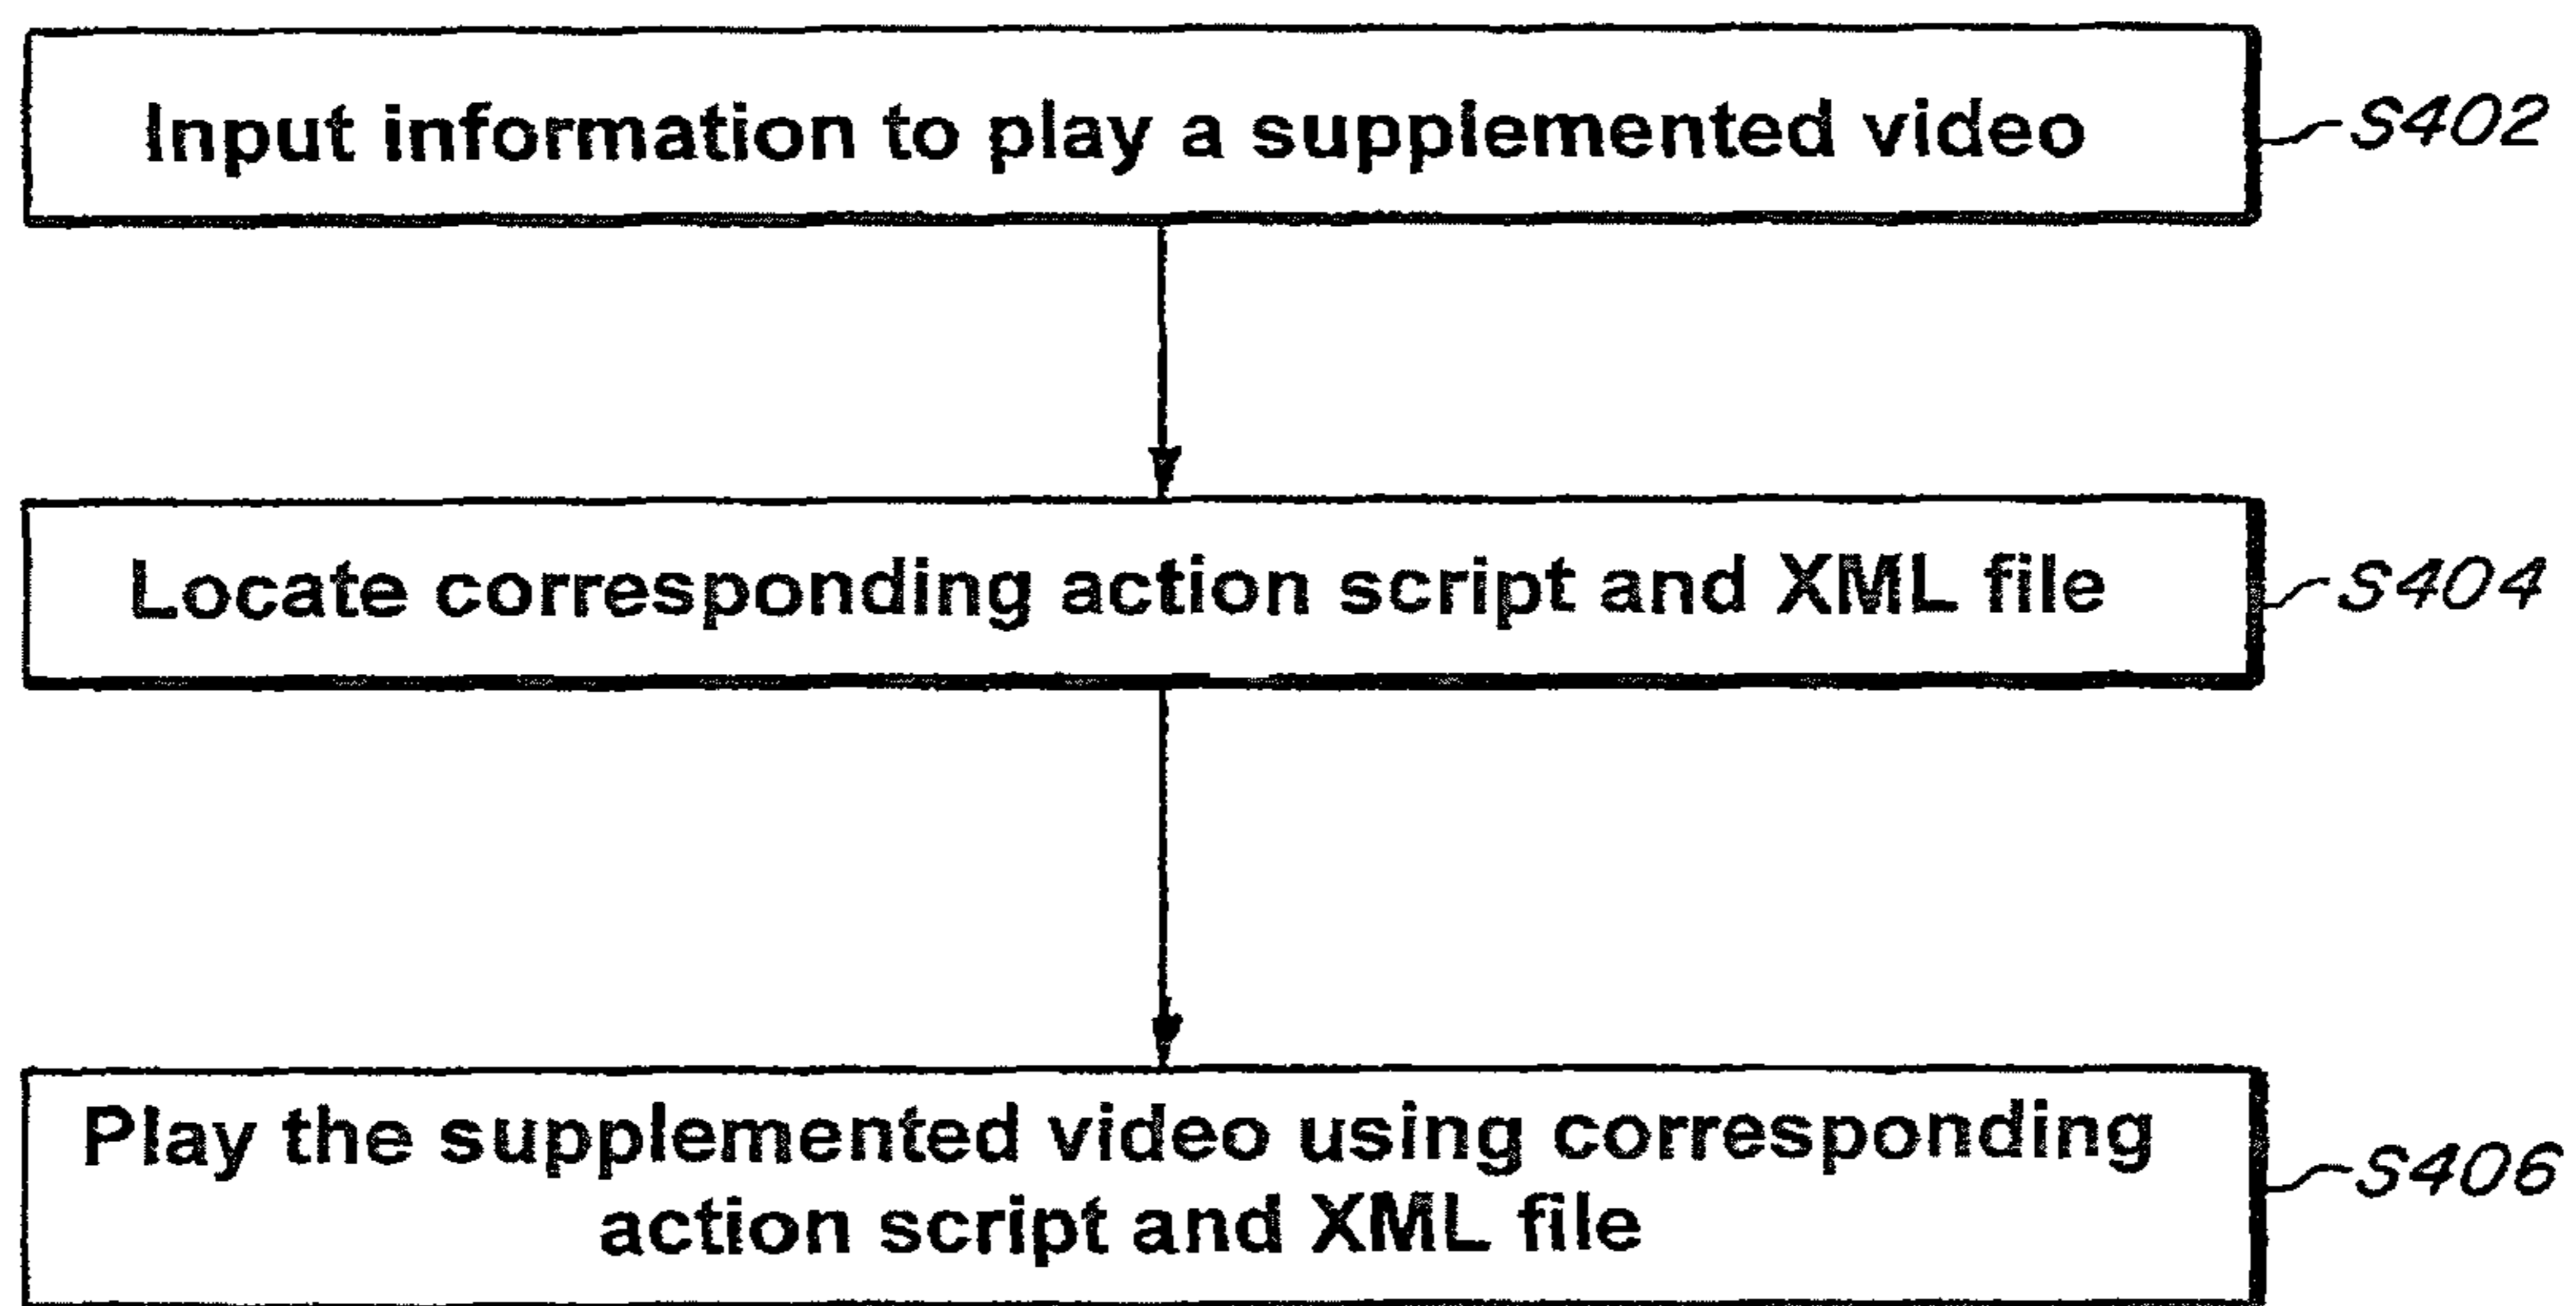 Input information to play a supplemented video
S402
Locate corresponding action script and XML file
S404
Play the supplemented video using corresponding
action script and XML file
S406